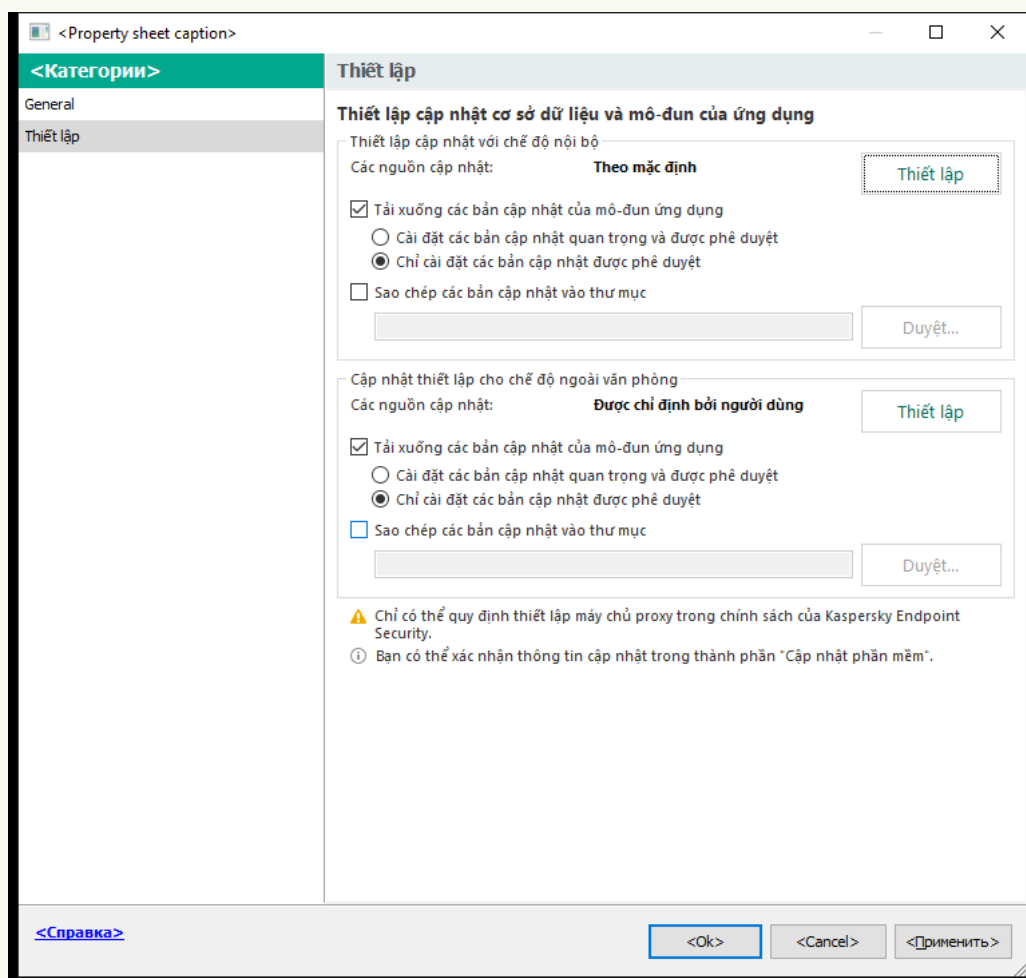 <Property sheet caption>
<Категории>
General
Thiết lập
Thiết lập
Thiết lập cập nhật cơ sở dữ liệu và mô-đun của ứng dụng
Thiết lập cập nhật với chế độ nội bộ
Các nguồn cập nhật: Theo mặc định Thiết lập
Tải xuống các bản cập nhật của mô-đun ứng dụng
Cài đặt các bản cập nhật quan trọng và được phê duyệt
Chỉ cài đặt các bản cập nhật được phê duyệt
Sao chép các bản cập nhật vào thư mục
Duyệt...
Cập nhật thiết lập cho chế độ ngoài văn phòng
Các nguồn cập nhật: Được chỉ định bởi người dùng Thiết lập
Tải xuống các bản cập nhật của mô-đun ứng dụng
Cài đặt các bản cập nhật quan trọng và được phê duyệt
Chỉ cài đặt các bản cập nhật được phê duyệt
Sao chép các bản cập nhật vào thư mục
Duyệt...
Chỉ có thể quy định thiết lập máy chủ proxy trong chính sách của Kaspersky Endpoint
Security.
Bạn có thể xác nhận thông tin cập nhật trong thành phần "Cập nhật phần mềm".
<Справка>
<Ok> <Cancel> <Применить>